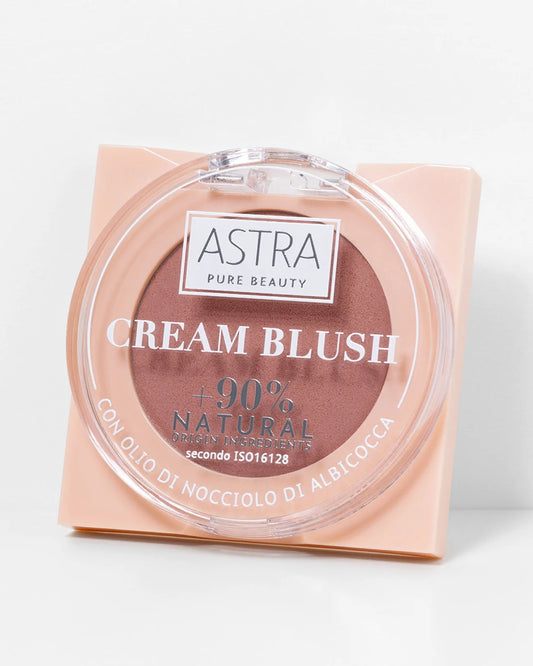 ASTRA
PURE BEAUTY
CREAM BLUSH
+90%
NATURAL
ORIGIN INGREDIENTS
secondo ISO16128
CON OLIO DI NOCCIOLO DI ALBICOCCA